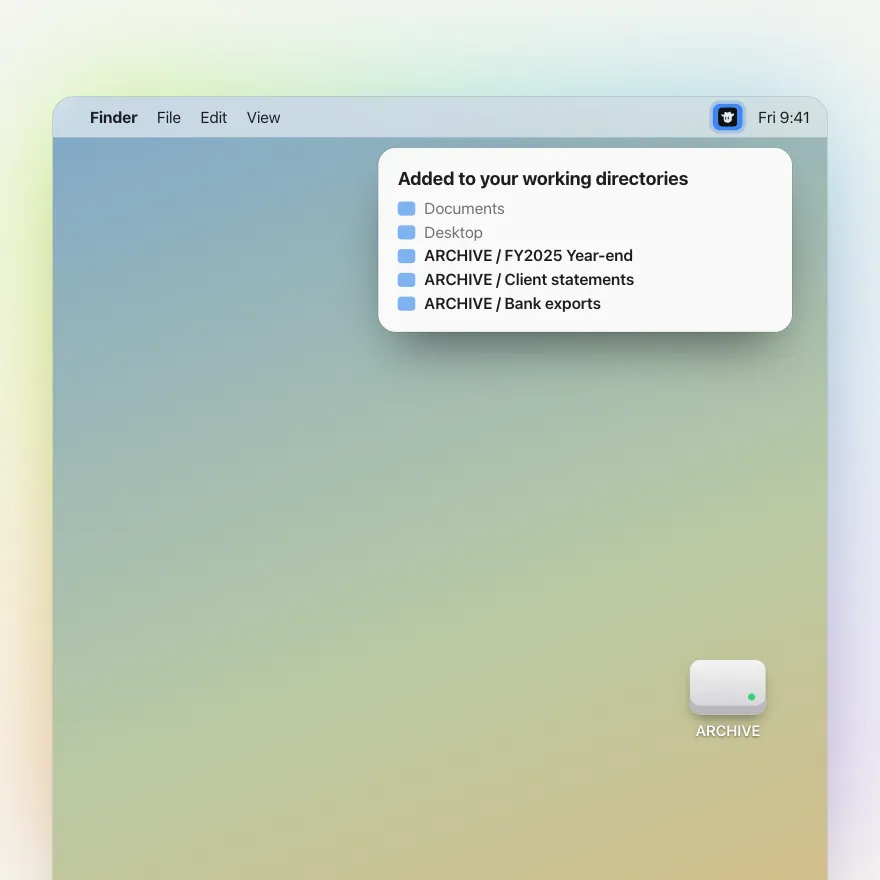 Finder File Edit View Fri 9:41
Added to your working directories
Documents
Desktop
ARCHIVE / FY2025 Year-end
ARCHIVE / Client statements
ARCHIVE / Bank exports
ARCHIVE